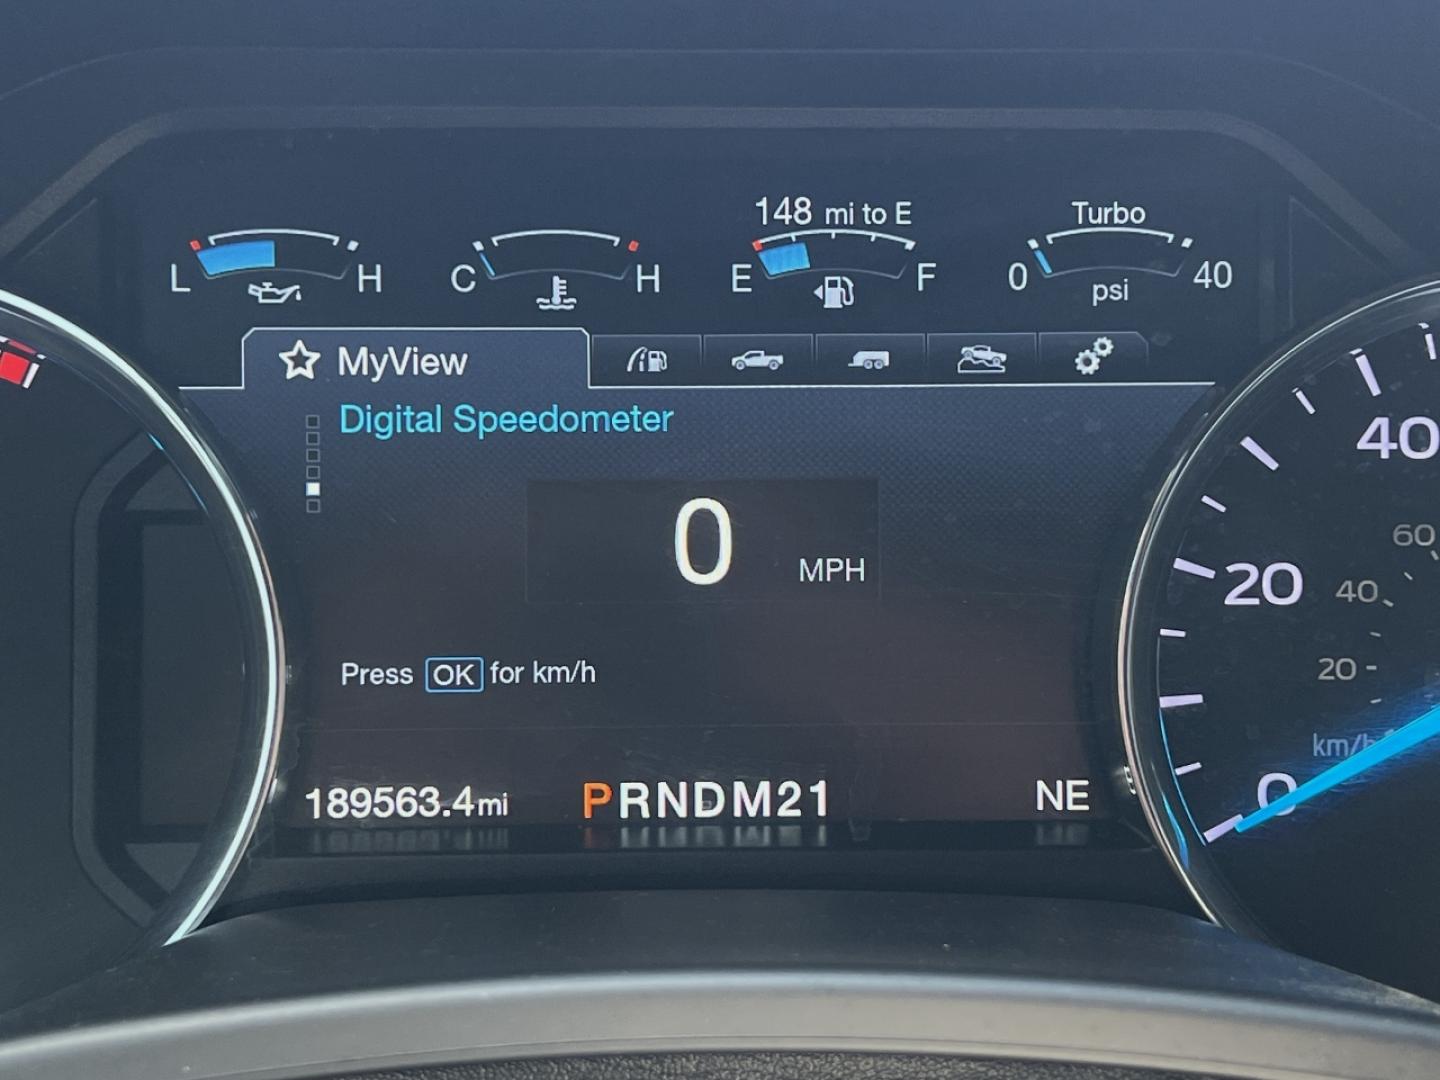 148 mi to E
Turbo
L H
C H
E F
0 40
psi
MyView
Digital Speedometer
0 MPH
Press OK for km/h
189563.4mi
PRNDM21
NE
40
60
20
40
20
km/h
0